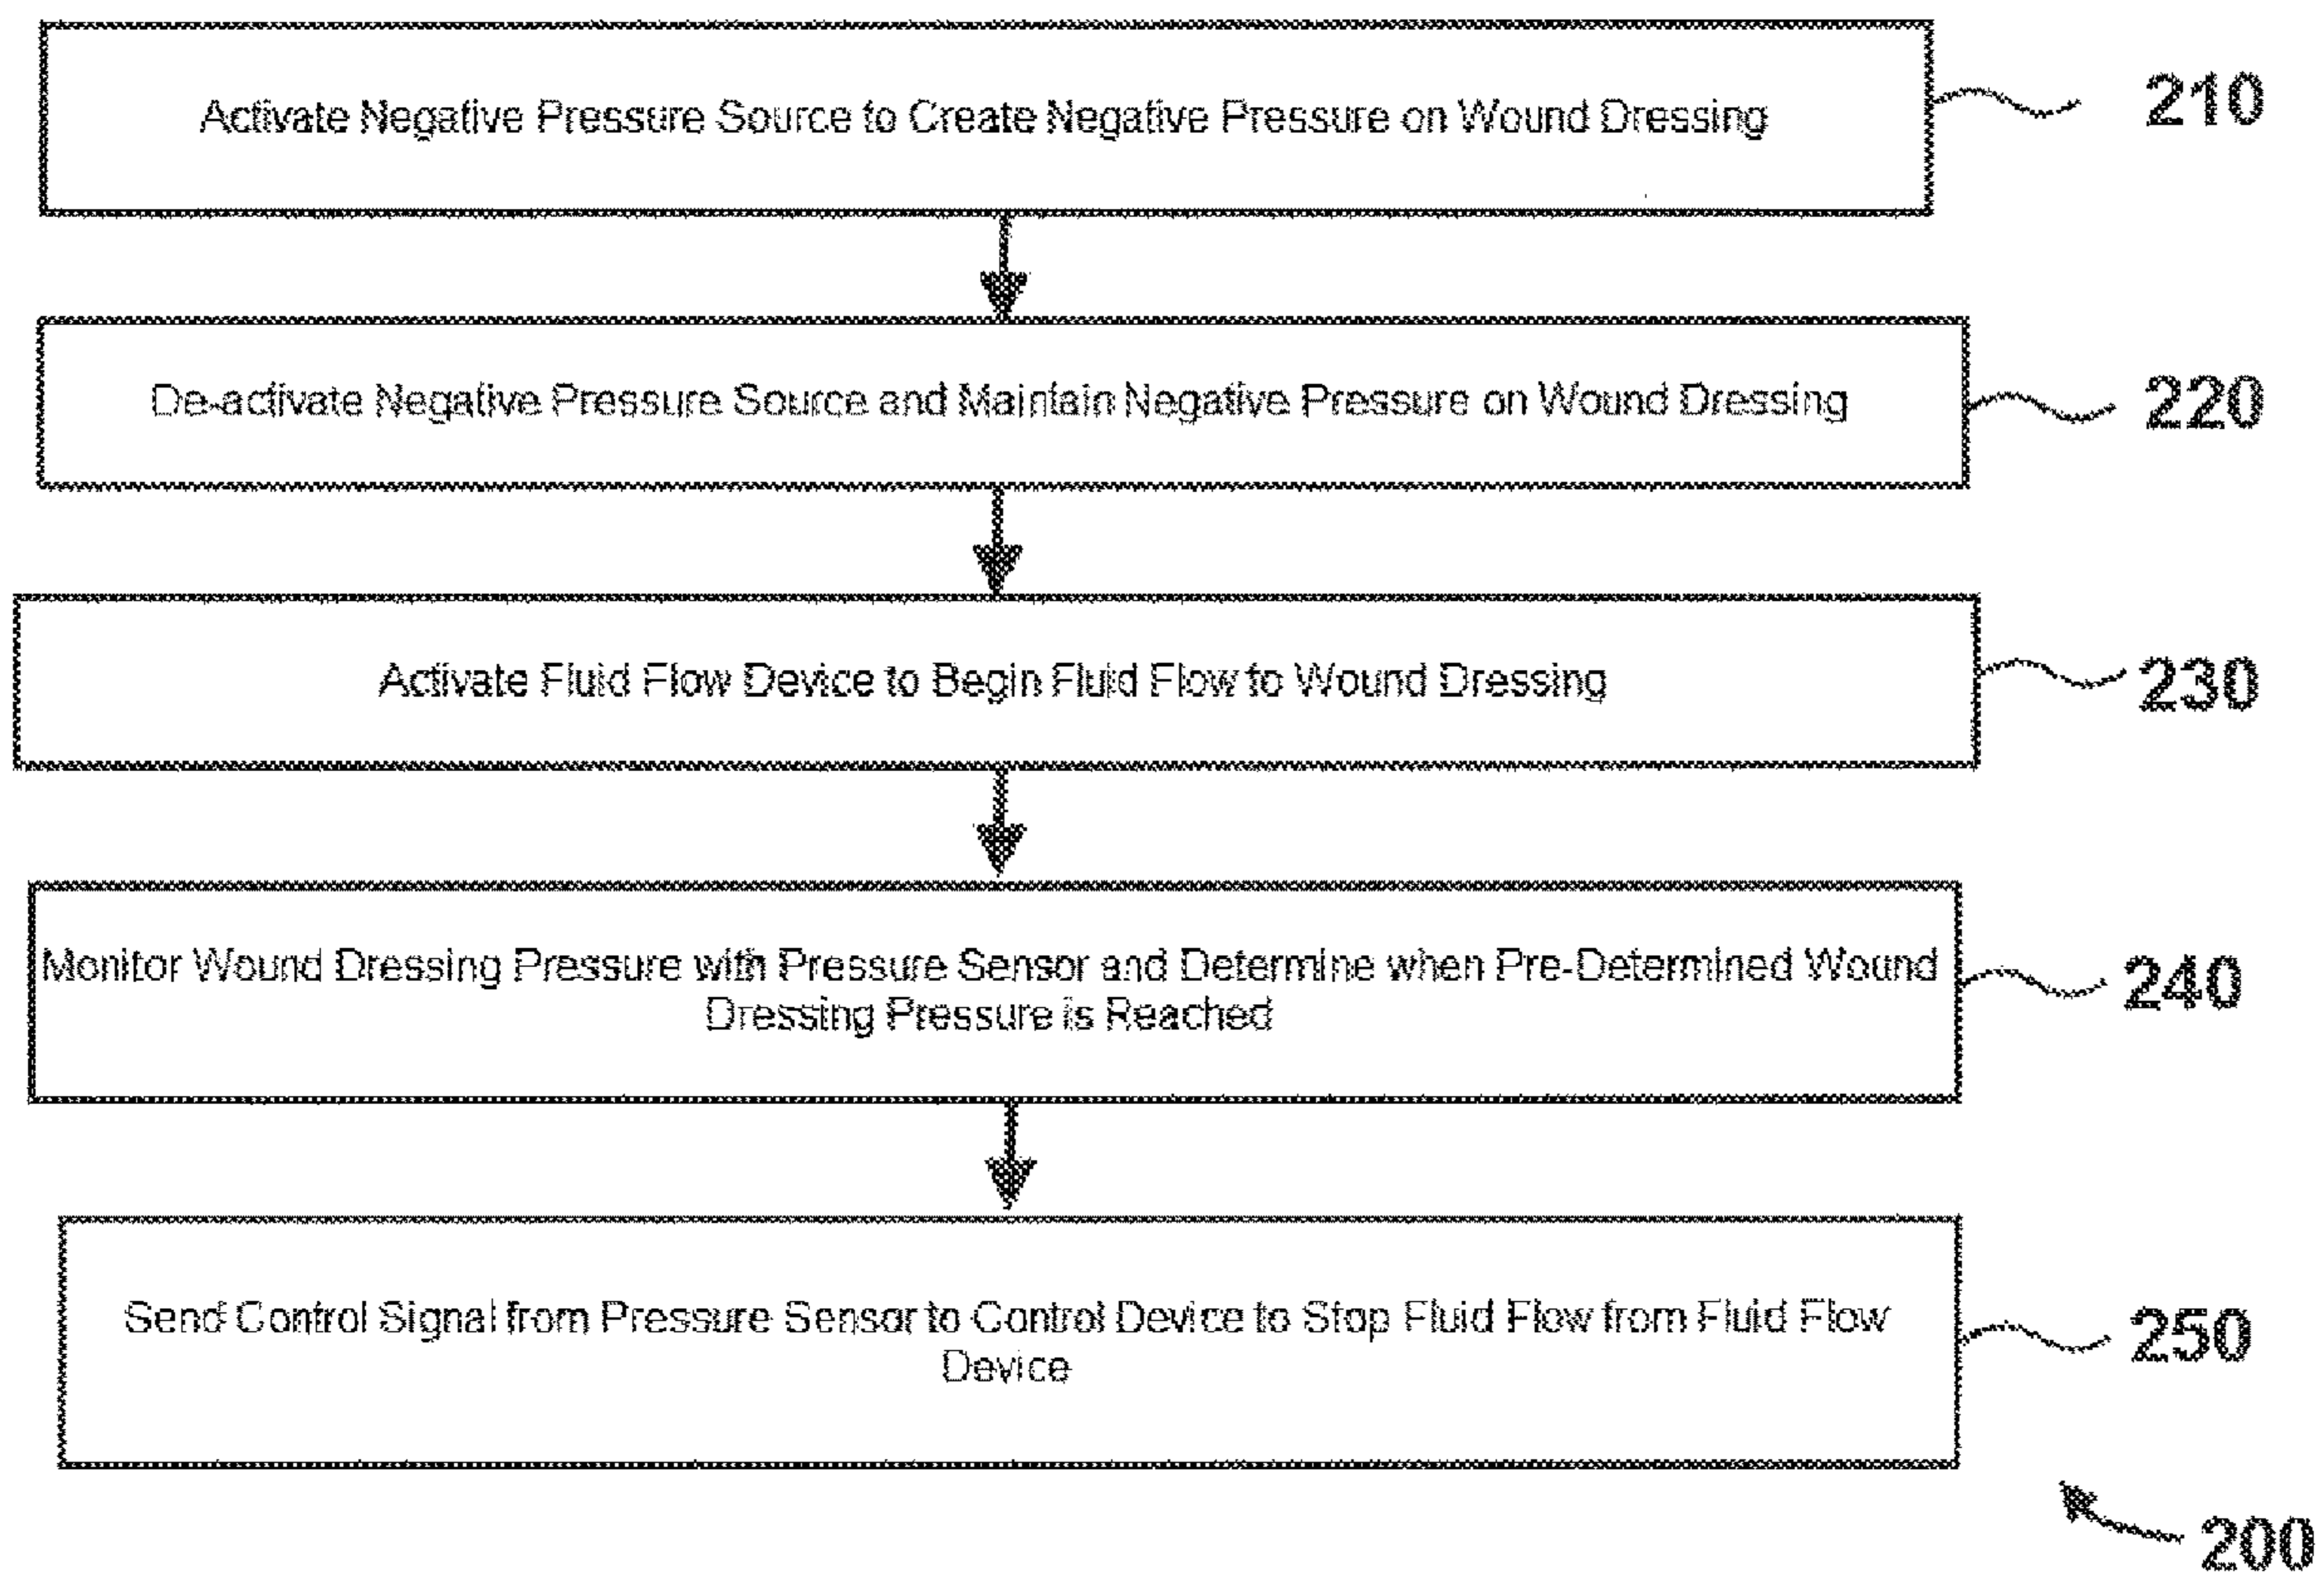 Activate Negative Pressure Source to Create Negative Pressure on Wound Dressing
210
De-activate Negative Pressure Source and Maintain Negative Pressure on Wound Dressing
220
Activate Fluid Flow Device to Begin Fluid Flow to Wound Dressing
230
Monitor Wound Dressing Pressure with Pressure Sensor and Determine when Pre-Determined Wound
Dressing Pressure is Reached
240
Send Control Signal from Pressure Sensor to Control Device to Stop Fluid Flow from Fluid Flow
Device
250
200